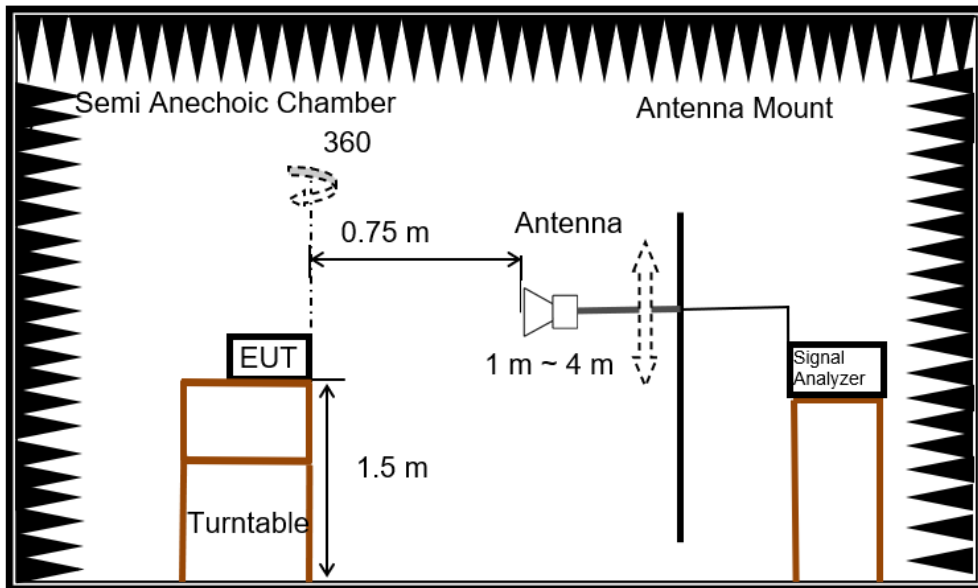 Semi Anechoic Chamber
Antenna Mount
360
0.75 m
Antenna
EUT
1 m ~ 4 m
Signal
Analyzer
1.5 m
Turntable